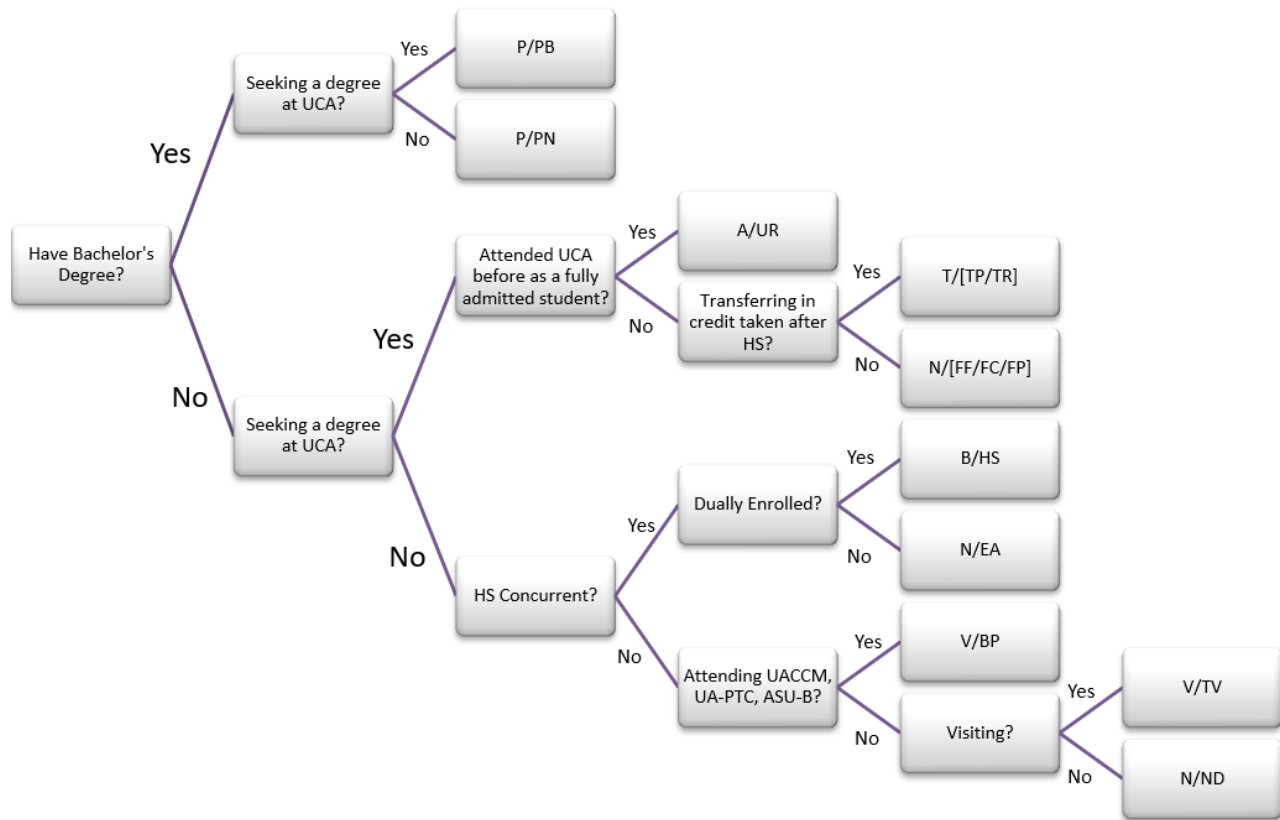 Yes
P/PB
Seeking a degree
at UCA?
No
P/PN
Yes
Have Bachelor's
Degree?
Yes
A/UR
Attended UCA
before as a fully
admitted student?
Yes
T/[TP/TR]
No
Transferring in
credit taken after
HS?
Yes
No
N/[FF/FC/FP]
No
Seeking a degree
at UCA?
Yes
B/HS
Dually Enrolled?
Yes
No
N/EA
No
HS Concurrent?
Yes
V/BP
No
Attending UACCM,
UA-PTC, ASU-B?
Yes
V/TV
No
Visiting?
No
N/ND